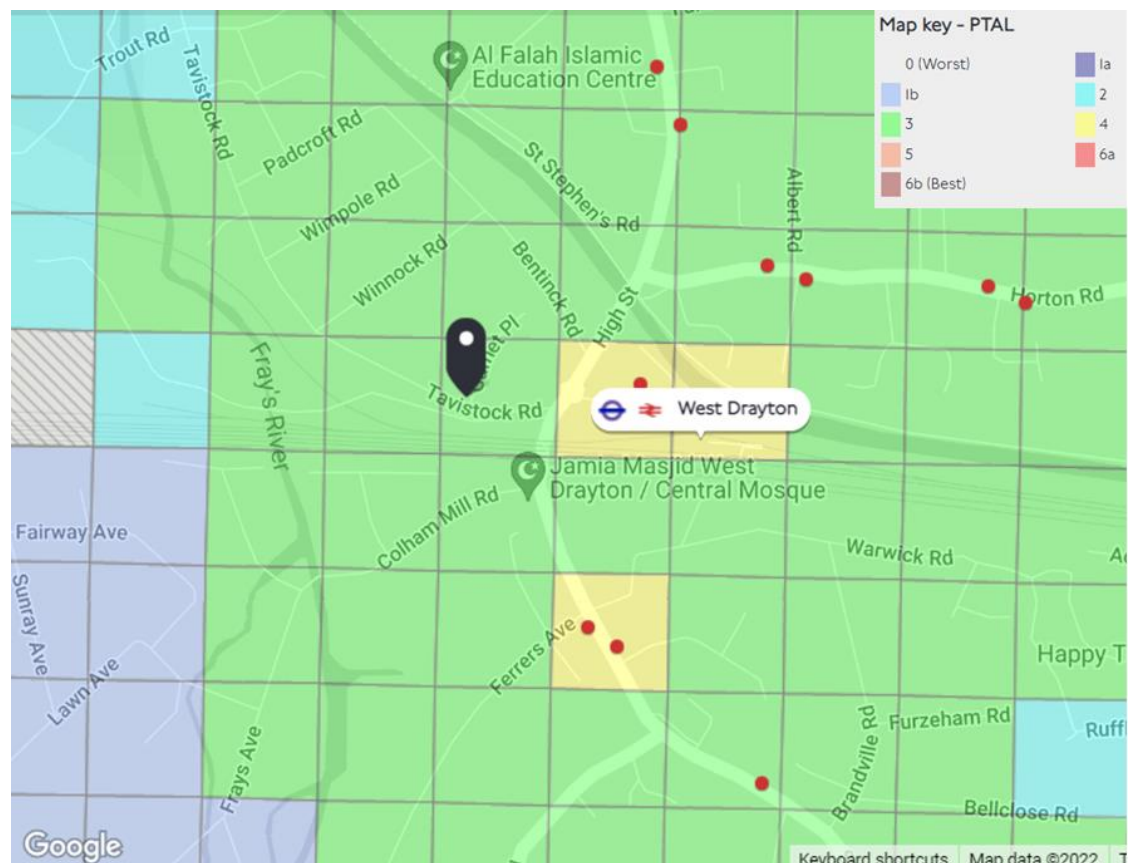 Map key - PTAL
0 (Worst)
1a
1b
2
3
4
5
6a
6b (Best)
Trout Rd
Tavistock Rd
Al Falah Islamic
Education Centre
Padcroft Rd
St Stephen's Rd
Albert Rd
Wimpole Rd
Winnock Rd
Bentinck Rd
High St
Horton Rd
Fray's River
Tavistock Rd
West Drayton
Jamia Masjid West
Drayton / Central Mosque
Colham Mill Rd
Fairway Ave
Warwick Rd
Sunray Ave
Ferrers Ave
Happy T
Lawn Ave
Furzeham Rd
Ruffl
Brandville Rd
Frays Ave
Bellclose Rd
Google
Keyboard shortcuts
Map data ©2022